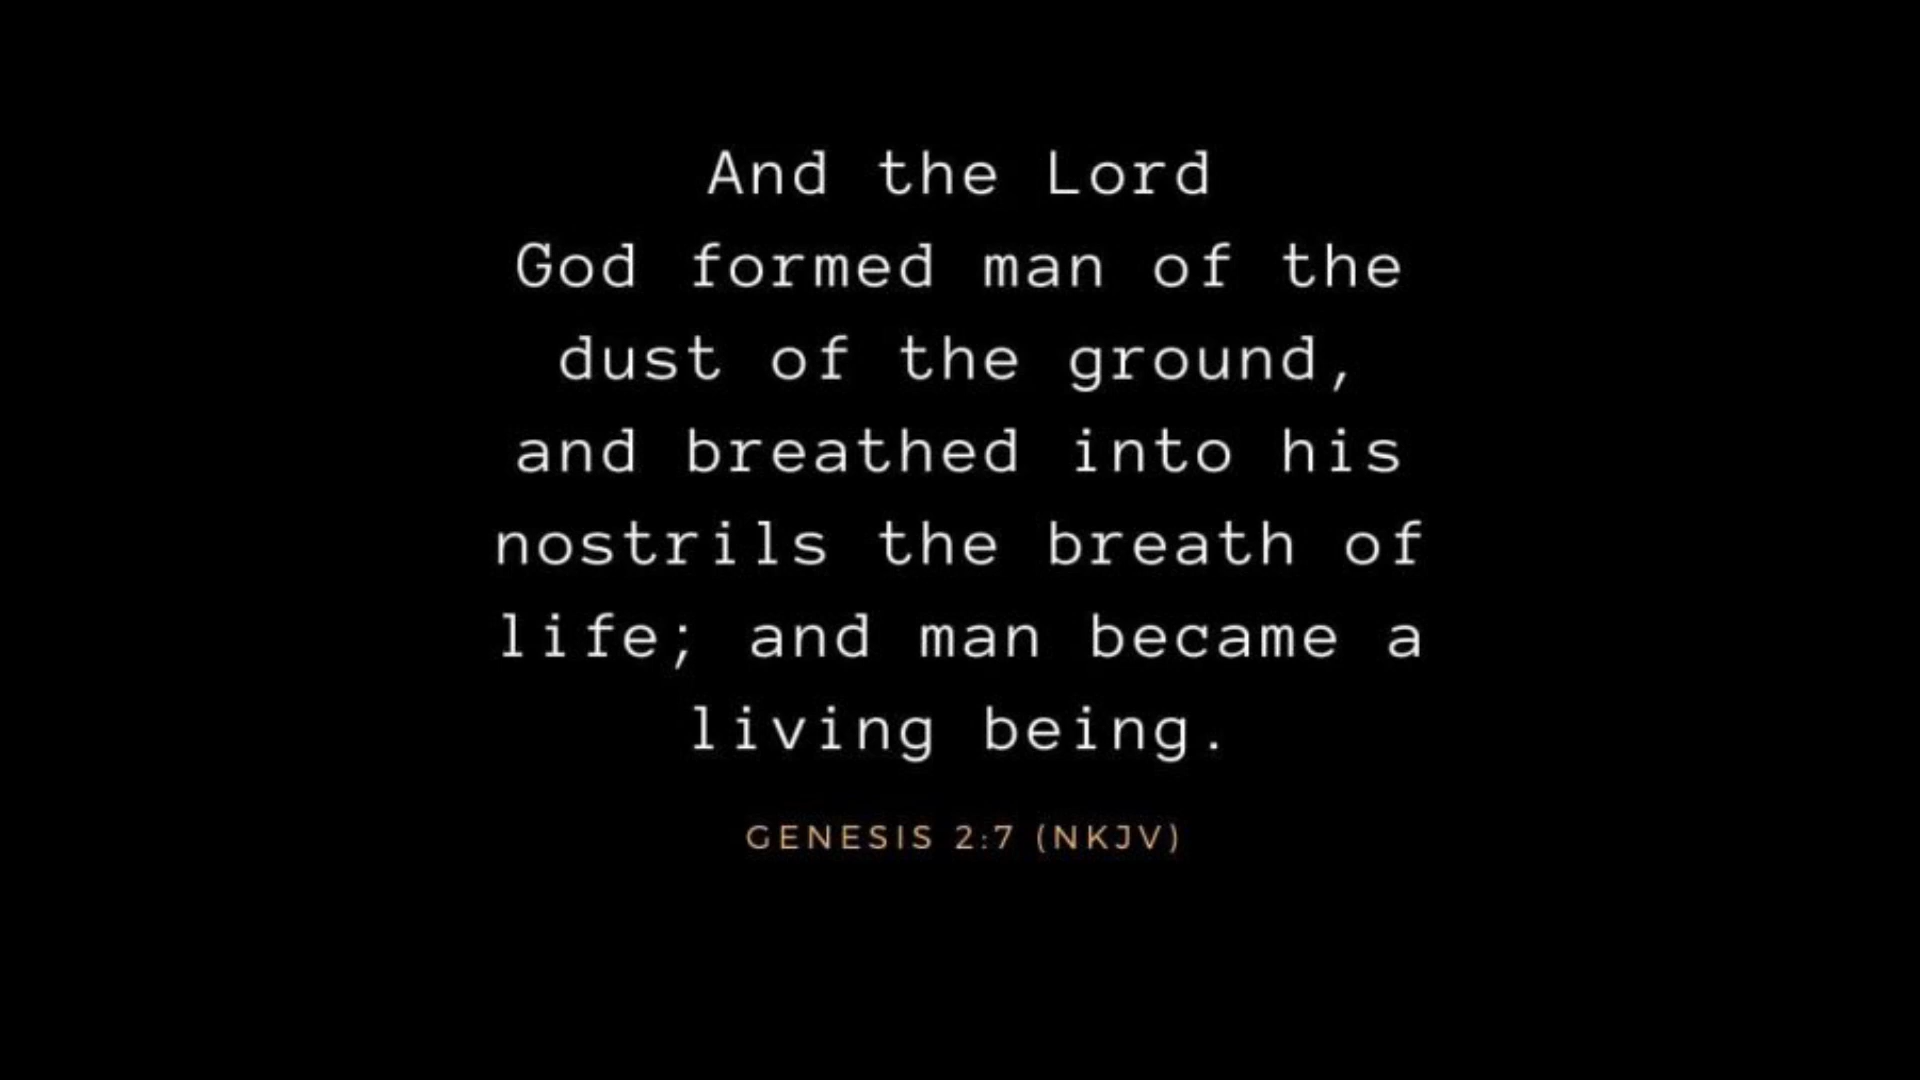 And the Lord
God formed man of the
dust of the ground,
and breathed into his
nostrils the breath of
life; and man became a
living being.
GENESIS 2:7 (NKJV)